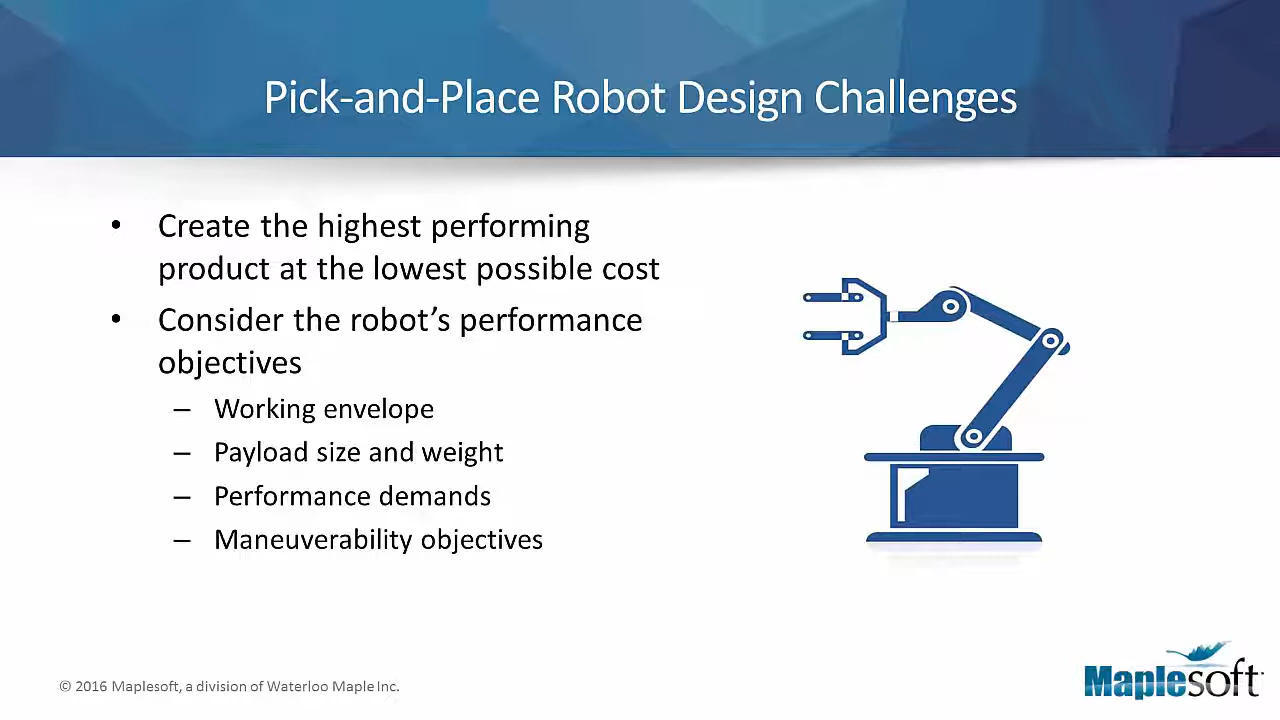 Pick-and-Place Robot Design Challenges
• Create the highest performing
product at the lowest possible cost
• Consider the robot’s performance
objectives
– Working envelope
– Payload size and weight
– Performance demands
– Maneuverability objectives
© 2016 Maplesoft, a division of Waterloo Maple Inc.
Maplesoft